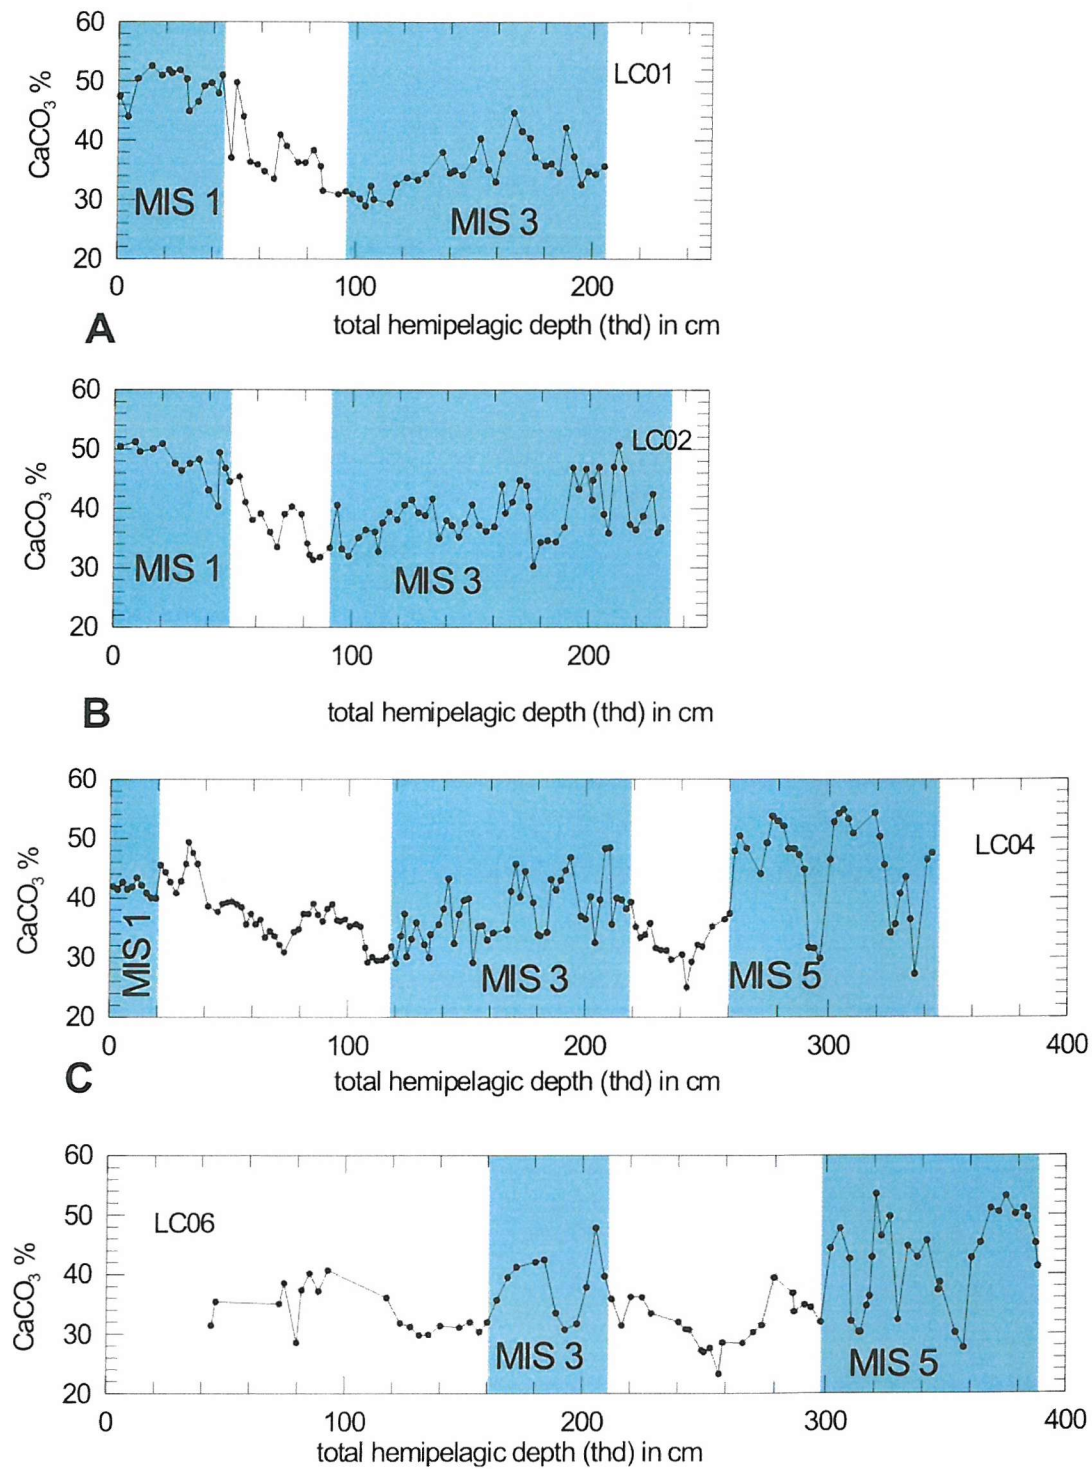 60
50
40
30
20
CaCO3 %
LC01
MIS 1
MIS 3
0
100
200
total hemipelagic depth (thd) in cm
A
60
50
40
30
20
CaCO3 %
LC02
MIS 1
MIS 3
0
100
200
total hemipelagic depth (thd) in cm
B
60
50
40
30
20
CaCO3 %
LC04
MIS 1
MIS 3
MIS 5
0
100
200
300
400
total hemipelagic depth (thd) in cm
C
60
50
40
30
20
CaCO3 %
LC06
MIS 3
MIS 5
0
100
200
300
400
total hemipelagic depth (thd) in cm